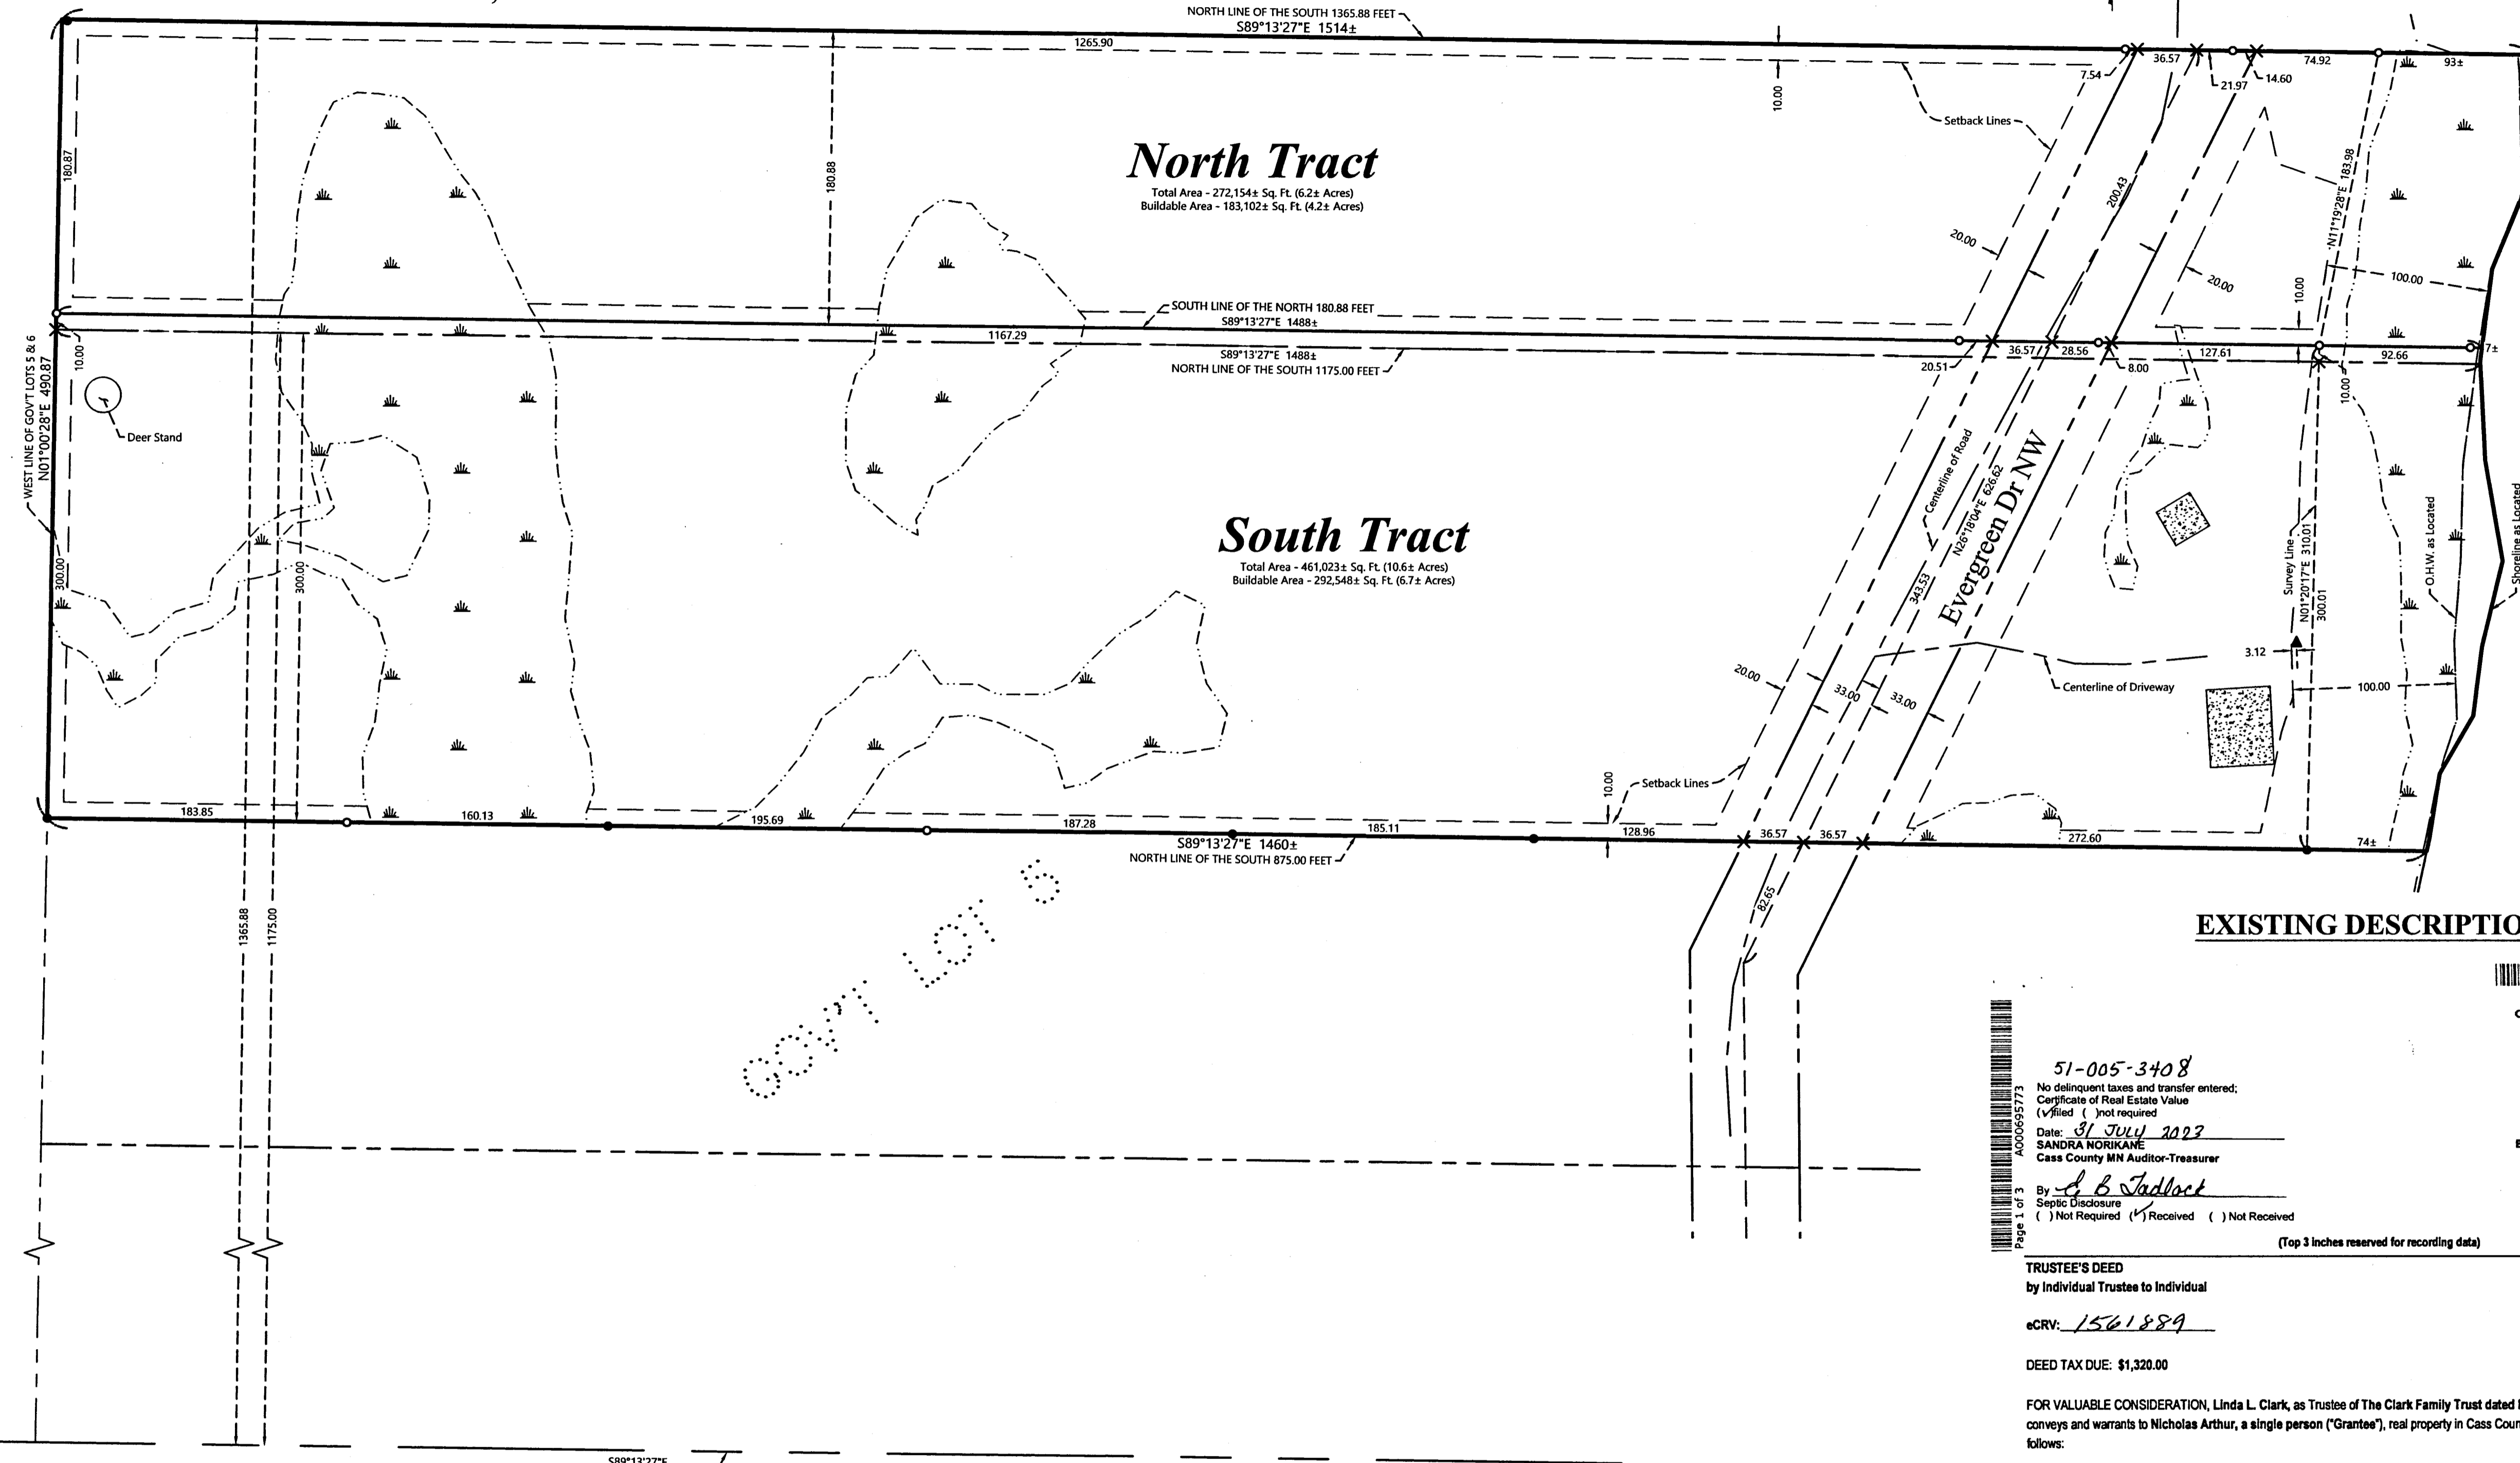 NORTH LINE OF THE SOUTH 1365.88 FEET
S89°13'27"E 1514±
1265.90
7.54
36.57
21.97
14.60
74.92
93±
10.00
Setback Lines
180.87
180.88
North Tract
Total Area - 272,154± Sq. Ft. (6.2± Acres)
Buildable Area - 183,102± Sq. Ft. (4.2± Acres)
200.43
N11°19'28"E 183.98
20.00
20.00
10.00
100.00
SOUTH LINE OF THE NORTH 180.88 FEET
S89°13'27"E 1488±
1167.29
S89°13'27"E 1488±
NORTH LINE OF THE SOUTH 1175.00 FEET
20.51
36.57
28.56
8.00
127.61
92.66
7±
10.00
10.00
WEST LINE OF GOV'T LOTS 5 & 6
N01°00'28"E 490.87
Deer Stand
300.00
300.00
South Tract
Total Area - 461,023± Sq. Ft. (10.6± Acres)
Buildable Area - 292,548± Sq. Ft. (6.7± Acres)
Centerline of Road
N26°18'04"E 626.62
343.53
Evergreen Dr NW
Survey Line
N01°20'17"E 310.01
300.01
O.H.W. as Located
Shoreline as Located
3.12
100.00
20.00
33.00
33.00
Centerline of Driveway
10.00
Setback Lines
183.85
160.13
195.69
187.28
185.11
128.96
36.57
36.57
272.60
74±
S89°13'27"E 1460±
NORTH LINE OF THE SOUTH 875.00 FEET
82.65
1365.88
1175.00
GOV'T LOT 5
EXISTING DESCRIPTIO
51-005-3408
No delinquent taxes and transfer entered;
Certificate of Real Estate Value
(✓)filed ( )not required
Date: 31 JULY 2023
SANDRA NORIKANE
Cass County MN Auditor-Treasurer
By E B Tadlock
Septic Disclosure
( ) Not Required (✓) Received ( ) Not Received
Page 1 of 3 A000695773
(Top 3 inches reserved for recording data)
TRUSTEE'S DEED
by Individual Trustee to Individual
eCRV: 1561889
DEED TAX DUE: $1,320.00
FOR VALUABLE CONSIDERATION, Linda L. Clark, as Trustee of The Clark Family Trust dated
conveys and warrants to Nicholas Arthur, a single person ("Grantee"), real property in Cass Coun
follows:
S89°13'27"E